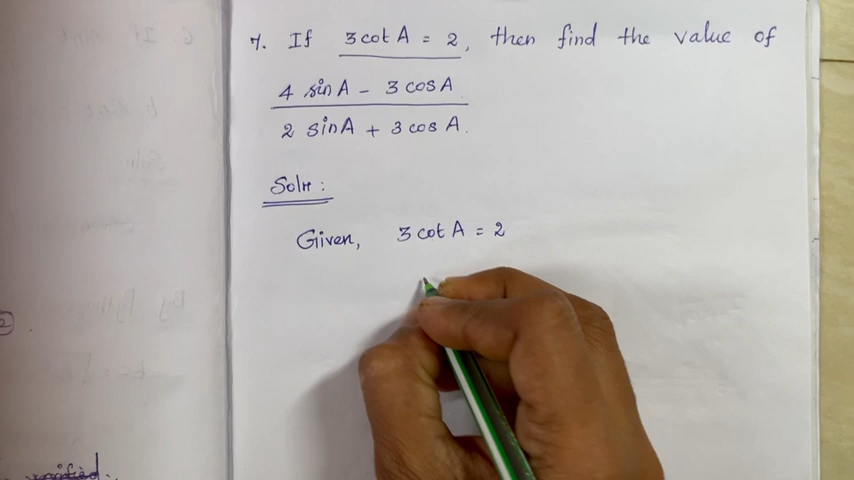 7. If 3 cot A = 2, then find the value of
4 sin A - 3 cos A
2 sin A + 3 cos A.
Soln :
Given, 3 cot A = 2